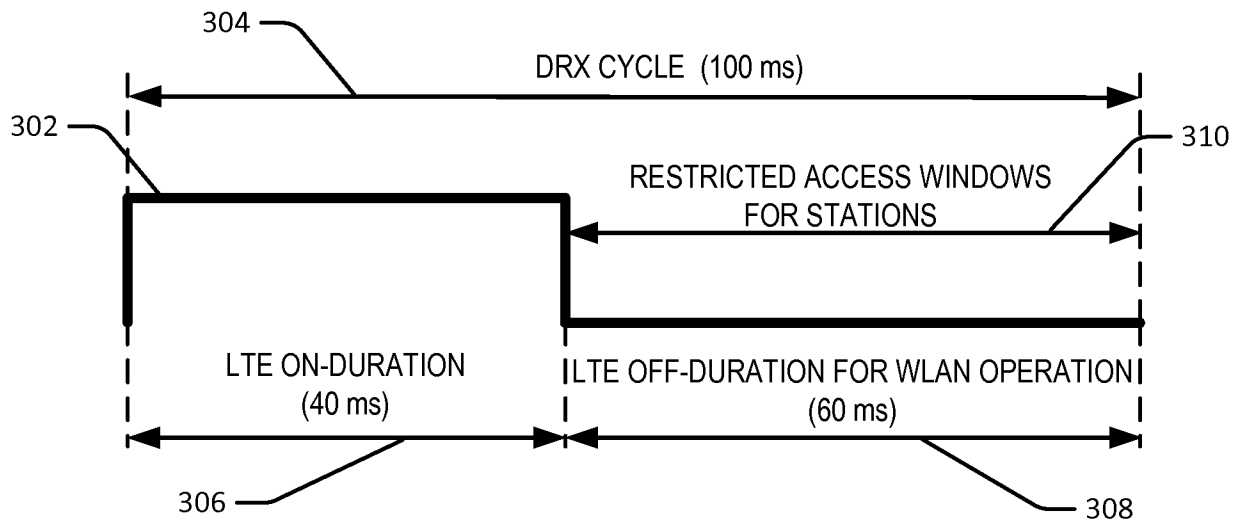 304
DRX CYCLE (100 ms)
302
310
RESTRICTED ACCESS WINDOWS
FOR STATIONS
LTE ON-DURATION
(40 ms)
LTE OFF-DURATION FOR WLAN OPERATION
(60 ms)
306
308